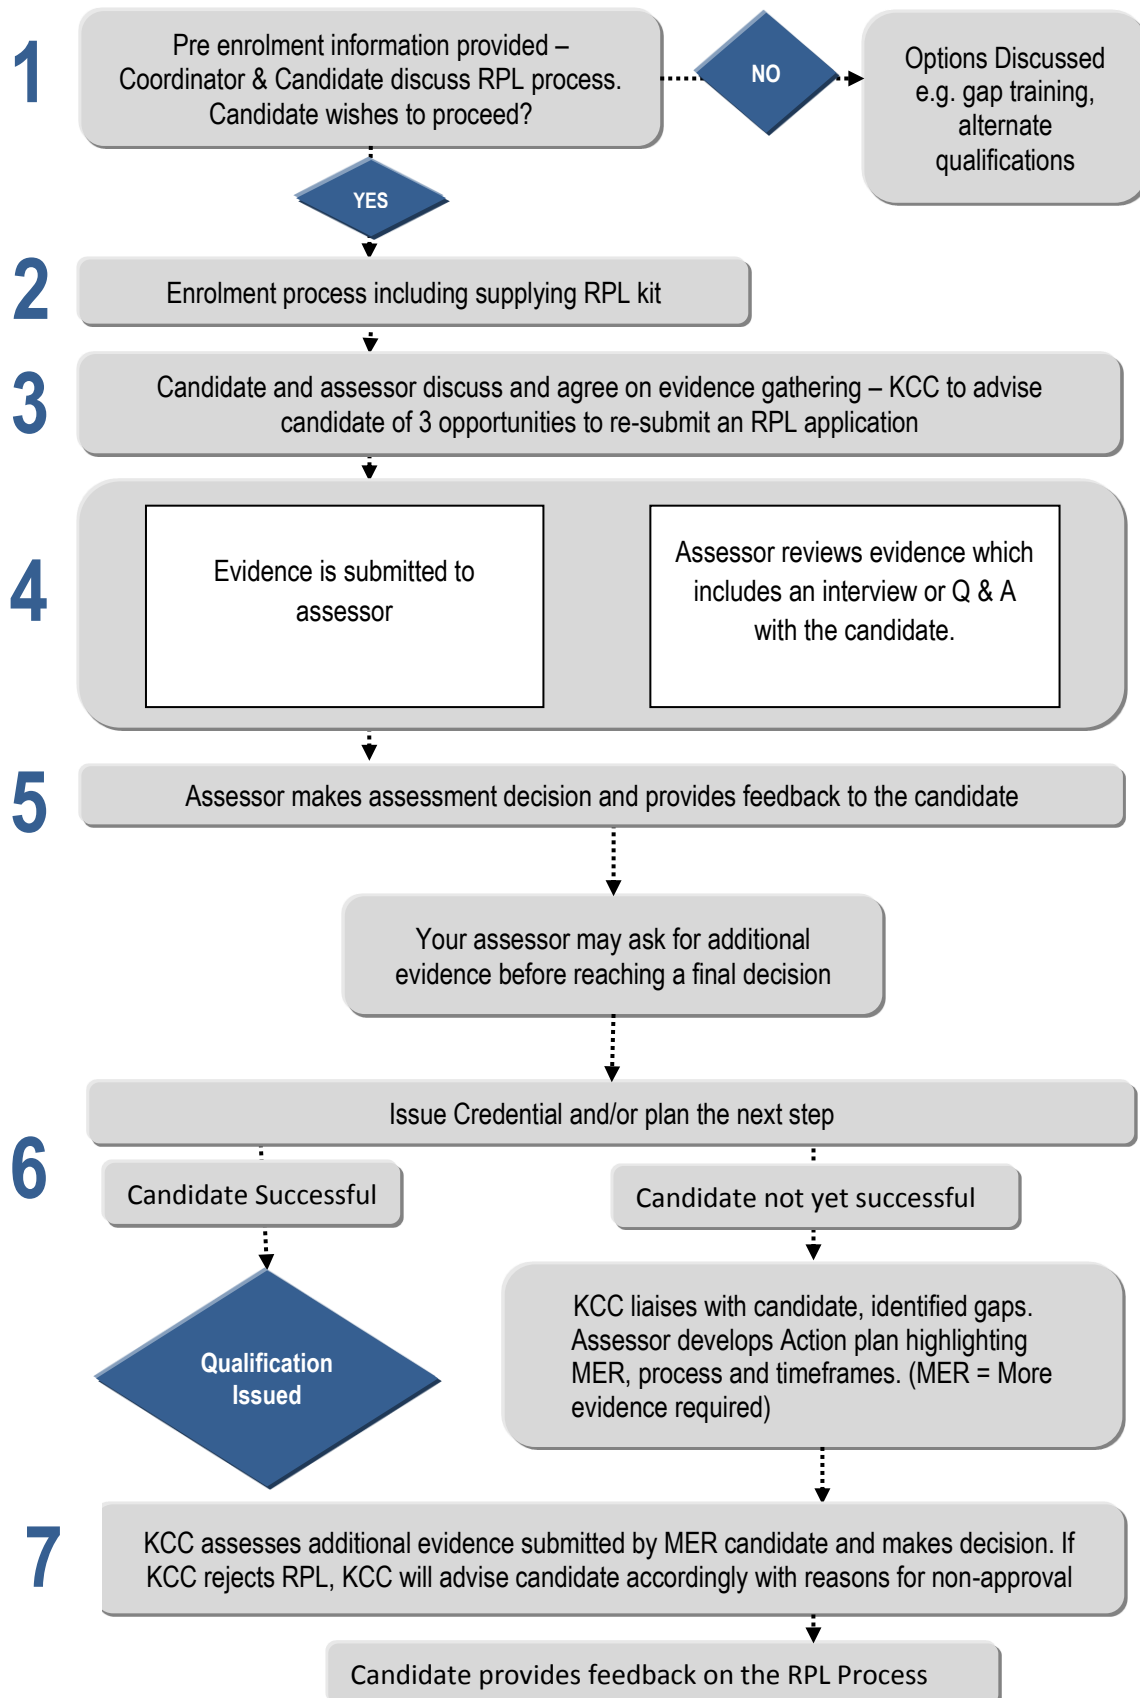 1
Pre enrolment information provided –
Coordinator & Candidate discuss RPL process.
Candidate wishes to proceed?
NO
Options Discussed
e.g. gap training,
alternate
qualifications
YES
2
Enrolment process including supplying RPL kit
3
Candidate and assessor discuss and agree on evidence gathering – KCC to advise
candidate of 3 opportunities to re-submit an RPL application
4
Evidence is submitted to
assessor
Assessor reviews evidence which
includes an interview or Q & A
with the candidate.
5
Assessor makes assessment decision and provides feedback to the candidate
Your assessor may ask for additional
evidence before reaching a final decision
Issue Credential and/or plan the next step
6
Candidate Successful
Candidate not yet successful
Qualification
Issued
KCC liaises with candidate, identified gaps.
Assessor develops Action plan highlighting
MER, process and timeframes. (MER = More
evidence required)
7
KCC assesses additional evidence submitted by MER candidate and makes decision. If
KCC rejects RPL, KCC will advise candidate accordingly with reasons for non-approval
Candidate provides feedback on the RPL Process